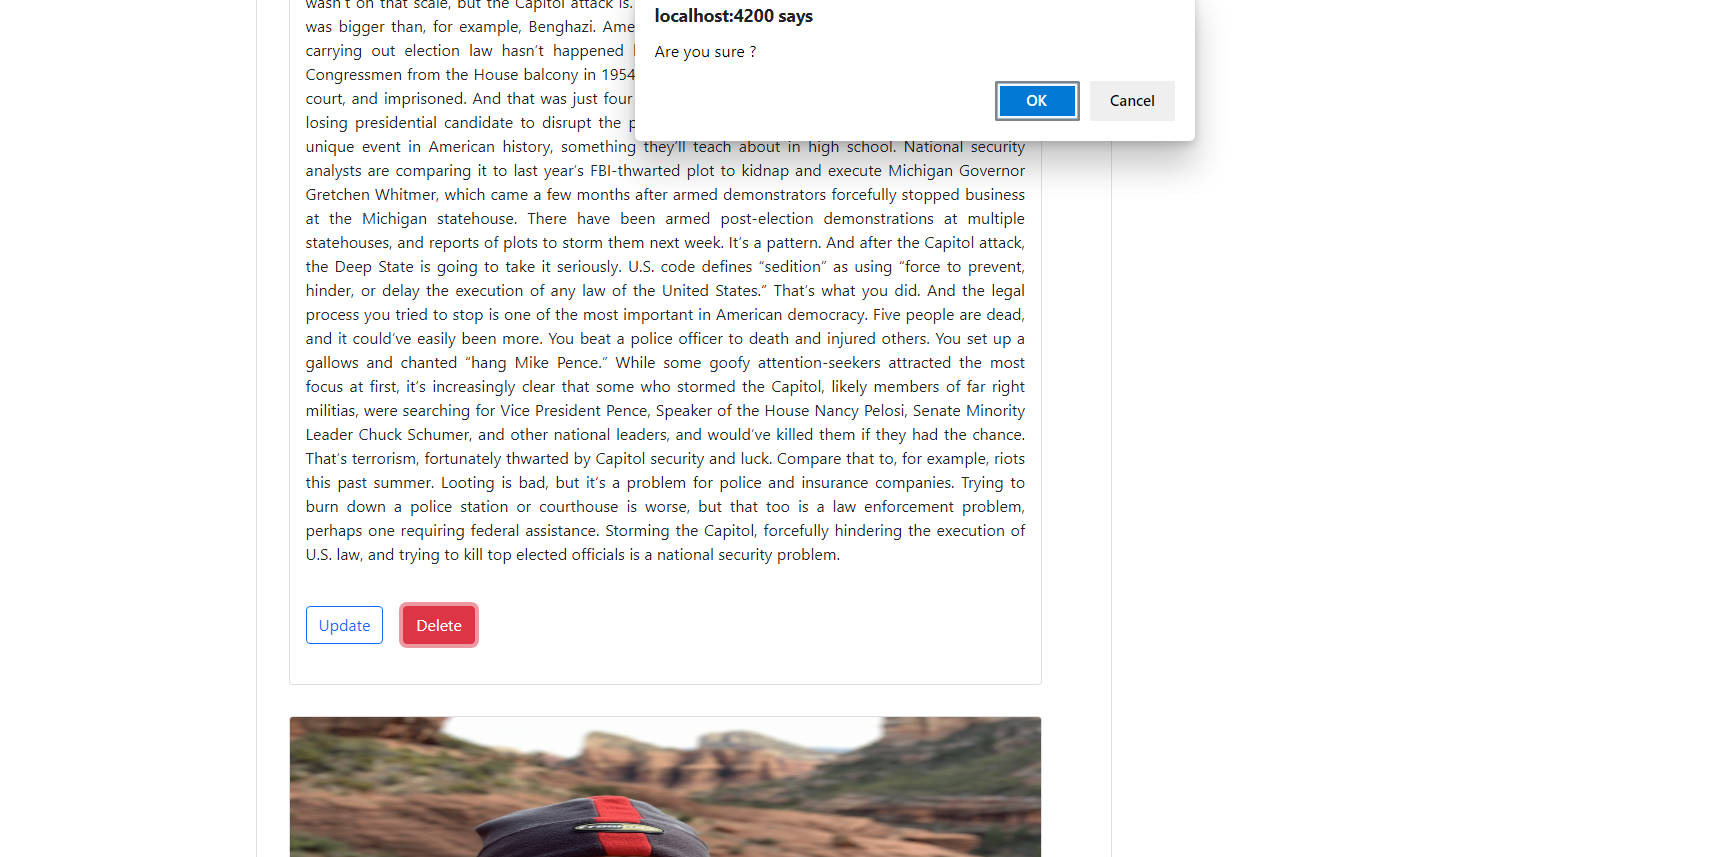 localhost:4200 says
Are you sure ?
OK
Cancel
wasn't on that scale, but the Capitol attack is.
was bigger than, for example, Benghazi. Ame
carrying out election law hasn't happened
Congressmen from the House balcony in 1954
court, and imprisoned. And that was just four
losing presidential candidate to disrupt the p
unique event in American history, something they'll teach about in high school. National security
analysts are comparing it to last year's FBI-thwarted plot to kidnap and execute Michigan Governor
Gretchen Whitmer, which came a few months after armed demonstrators forcefully stopped business
at the Michigan statehouse. There have been armed post-election demonstrations at multiple
statehouses, and reports of plots to storm them next week. It's a pattern. And after the Capitol attack,
the Deep State is going to take it seriously. U.S. code defines “sedition” as using “force to prevent,
hinder, or delay the execution of any law of the United States.” That's what you did. And the legal
process you tried to stop is one of the most important in American democracy. Five people are dead,
and it could've easily been more. You beat a police officer to death and injured others. You set up a
gallows and chanted “hang Mike Pence.” While some goofy attention-seekers attracted the most
focus at first, it's increasingly clear that some who stormed the Capitol, likely members of far right
militias, were searching for Vice President Pence, Speaker of the House Nancy Pelosi, Senate Minority
Leader Chuck Schumer, and other national leaders, and would've killed them if they had the chance.
That's terrorism, fortunately thwarted by Capitol security and luck. Compare that to, for example, riots
this past summer. Looting is bad, but it's a problem for police and insurance companies. Trying to
burn down a police station or courthouse is worse, but that too is a law enforcement problem,
perhaps one requiring federal assistance. Storming the Capitol, forcefully hindering the execution of
U.S. law, and trying to kill top elected officials is a national security problem.
Update
Delete